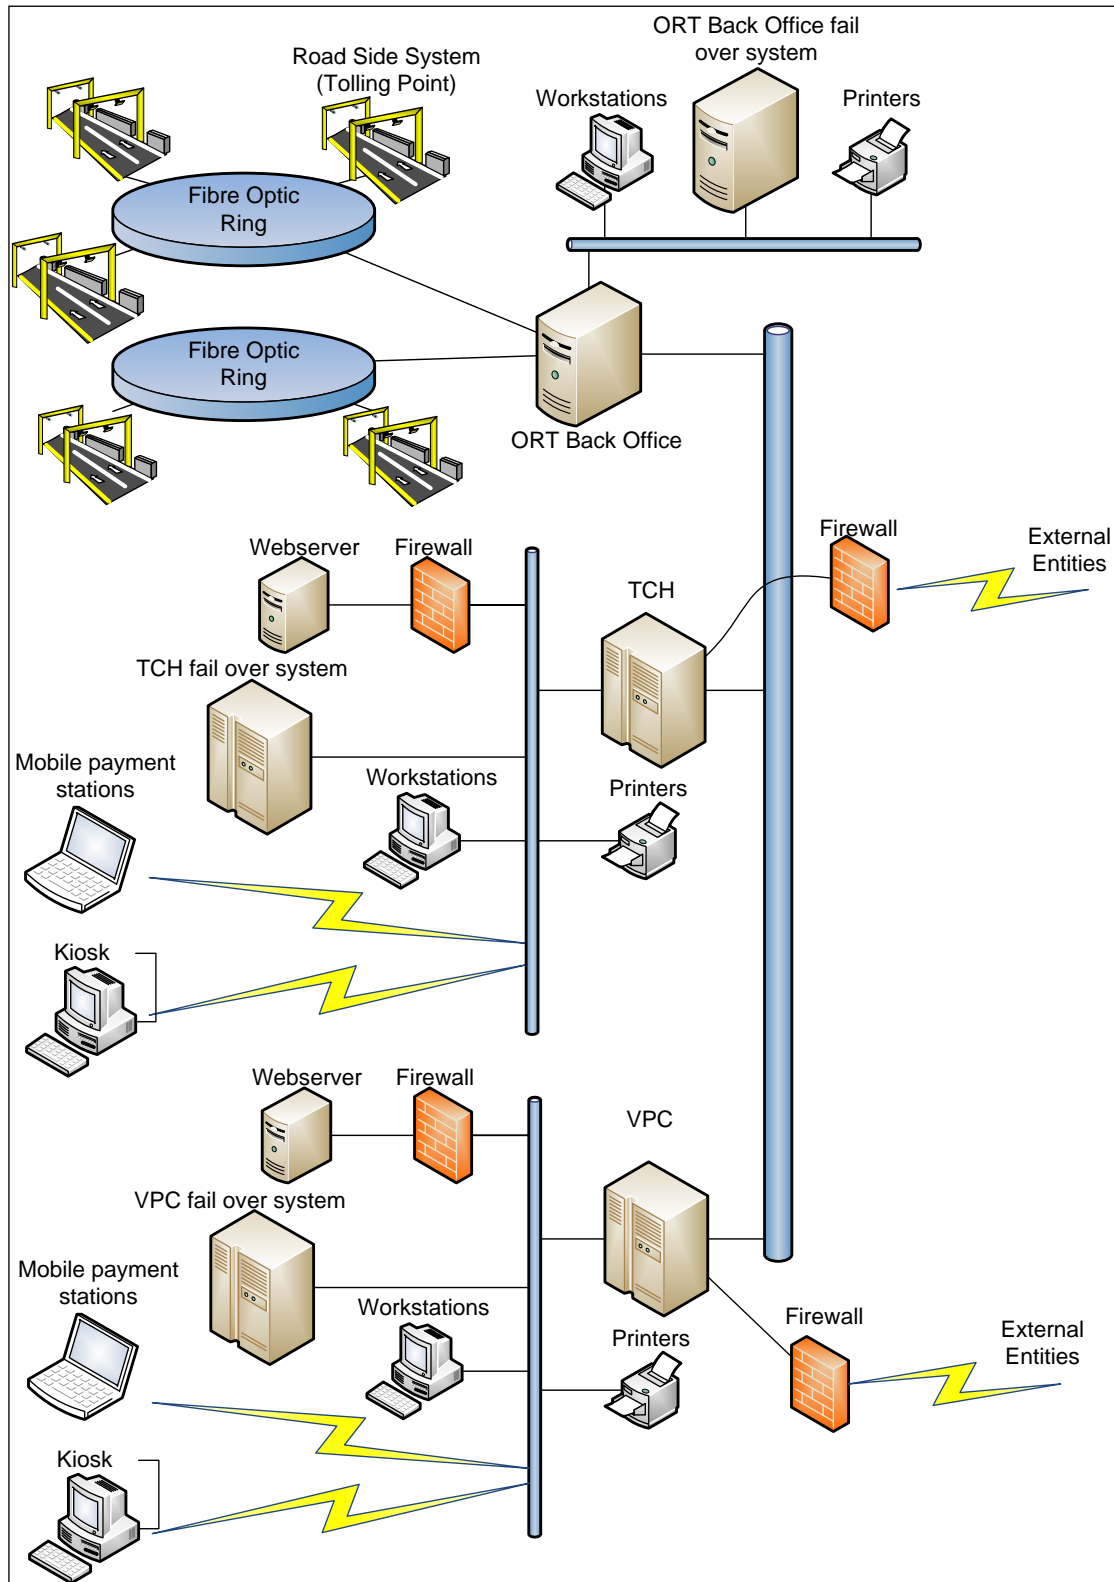 ORT Back Office fail
over system
Road Side System
(Tolling Point)
Workstations
Printers
Fibre Optic
Ring
Fibre Optic
Ring
ORT Back Office
Firewall
External
Entities
Webserver
Firewall
TCH
TCH fail over system
Mobile payment
stations
Workstations
Printers
Kiosk
Webserver
Firewall
VPC
VPC fail over system
Mobile payment
stations
Workstations
Printers
Firewall
External
Entities
Kiosk